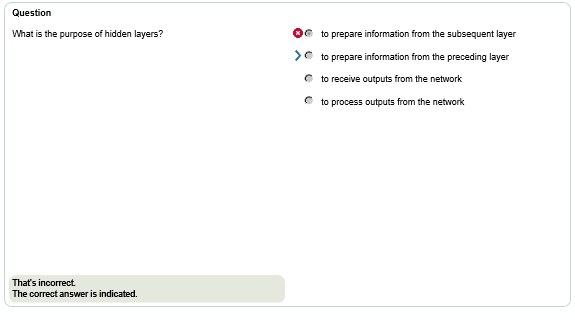 Question
What is the purpose of hidden layers?
to prepare information from the subsequent layer
to prepare information from the preceding layer
to receive outputs from the network
to process outputs from the network
That's incorrect.
The correct answer is indicated.